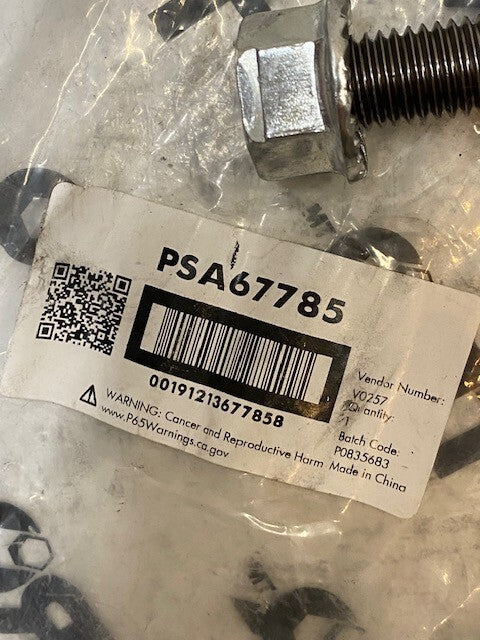 PSA67785
00191213677858
WARNING: Cancer and Reproductive Harm
www.P65Warnings.ca.gov
Vendor Number:
V0257
Quantity:
1
Batch Code:
P0835683
Made in China